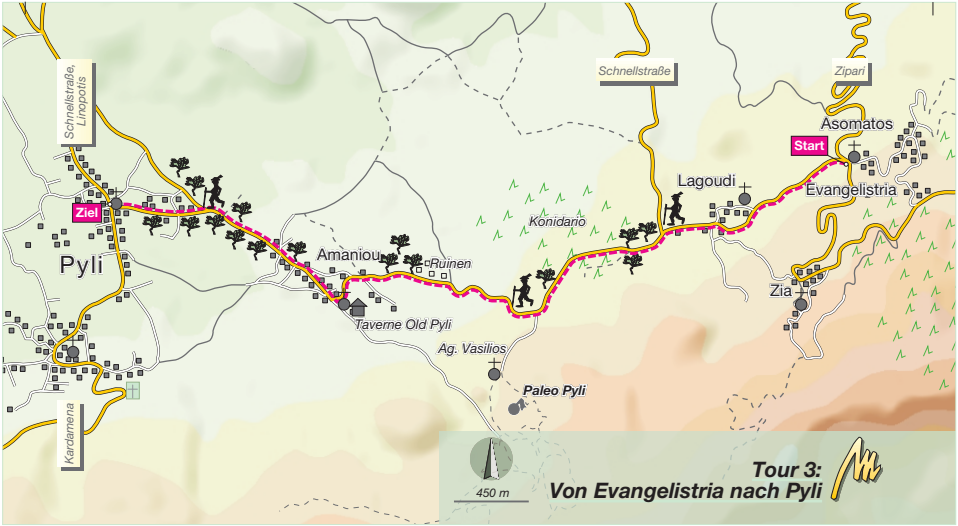 Schnellstraße,
Linopotis
Schnellstraße
Zipari
Asomatos
Start
Lagoudi
Evangelistria
Ziel
Konidario
Pyli
Amaniou
Ruinen
Zia
Taverne Old Pyli
Ag. Vasilios
Paleo Pyli
Kardamena
450 m
Tour 3:
Von Evangelistria nach Pyli